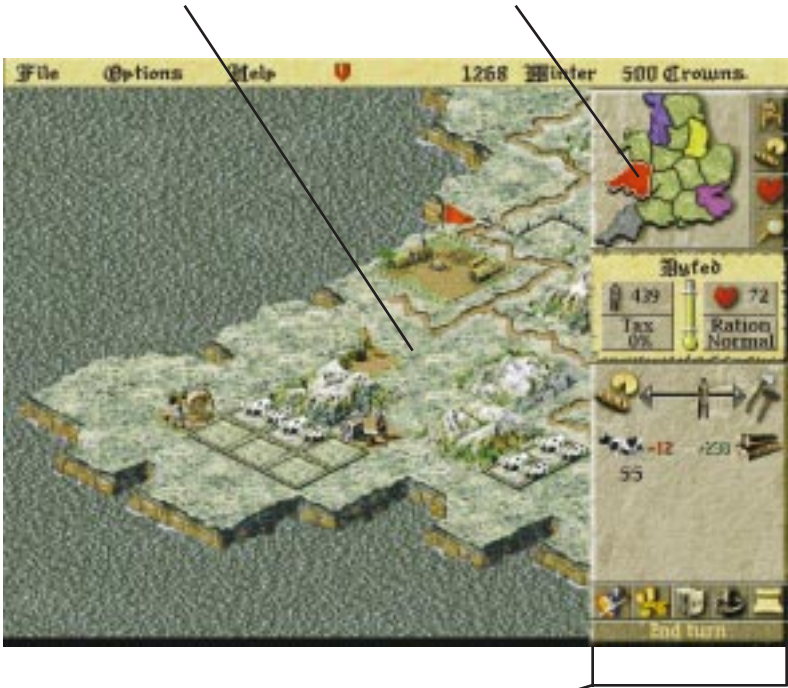 File Options Help 1268 Winter 500 Crowns
Dyfed
439 72
Tax Ration
0% Normal
-12 +230
55
End turn